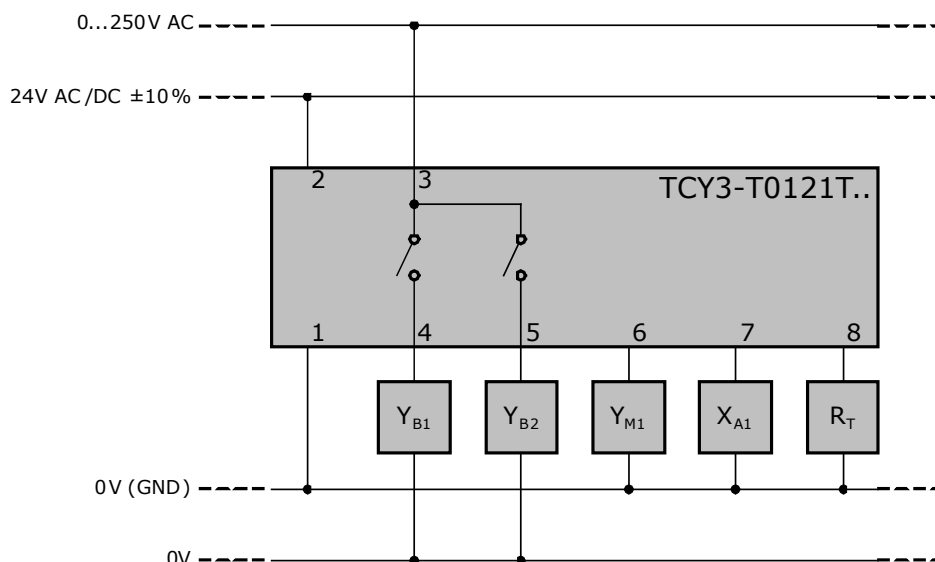 0...250V AC
24V AC/DC ±10%
2 3 TCY3-T0121T..
1 4 5 6 7 8
YB1 YB2 YM1 XA1 RT
0V (GND)
0V